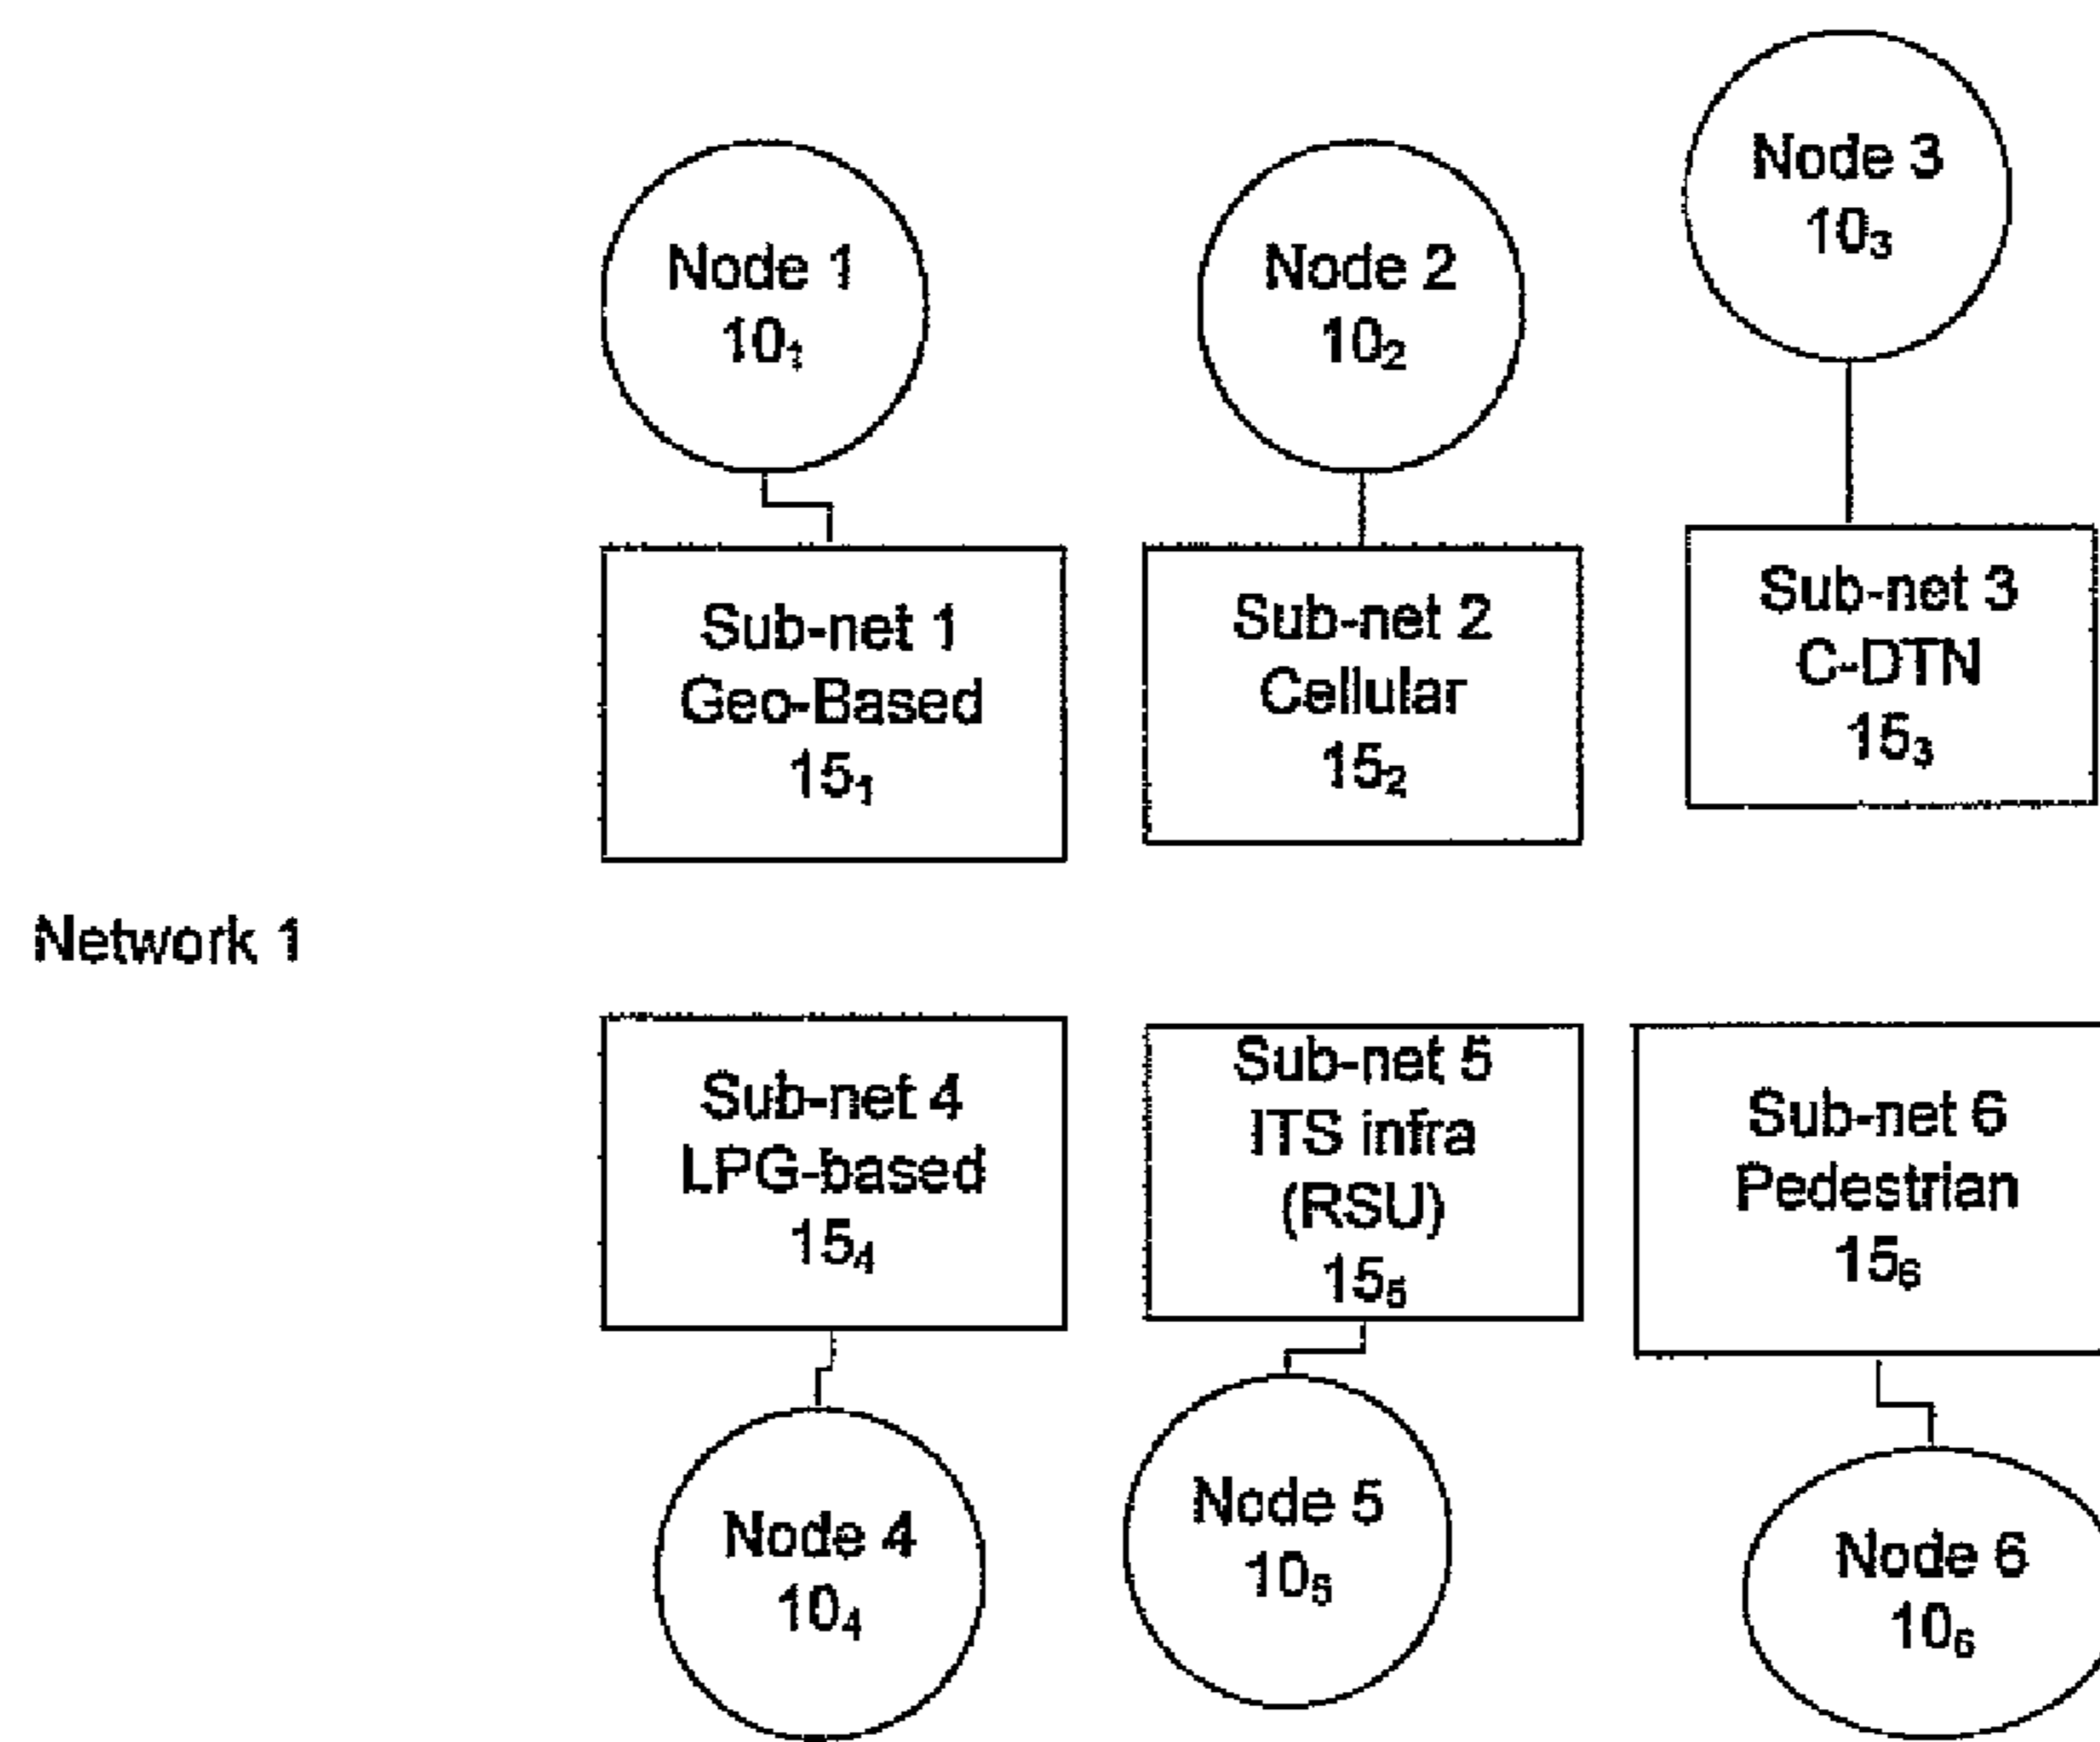 Node 1
10₁
Node 2
10₂
Node 3
10₃
Sub-net 1
Geo-Based
15₁
Sub-net 2
Cellular
15₂
Sub-net 3
C-DTN
15₃
Network 1
Sub-net 4
LPG-based
15₄
Sub-net 5
ITS infra
(RSU)
15₅
Sub-net 6
Pedestrian
15₆
Node 4
10₄
Node 5
10₅
Node 6
10₆